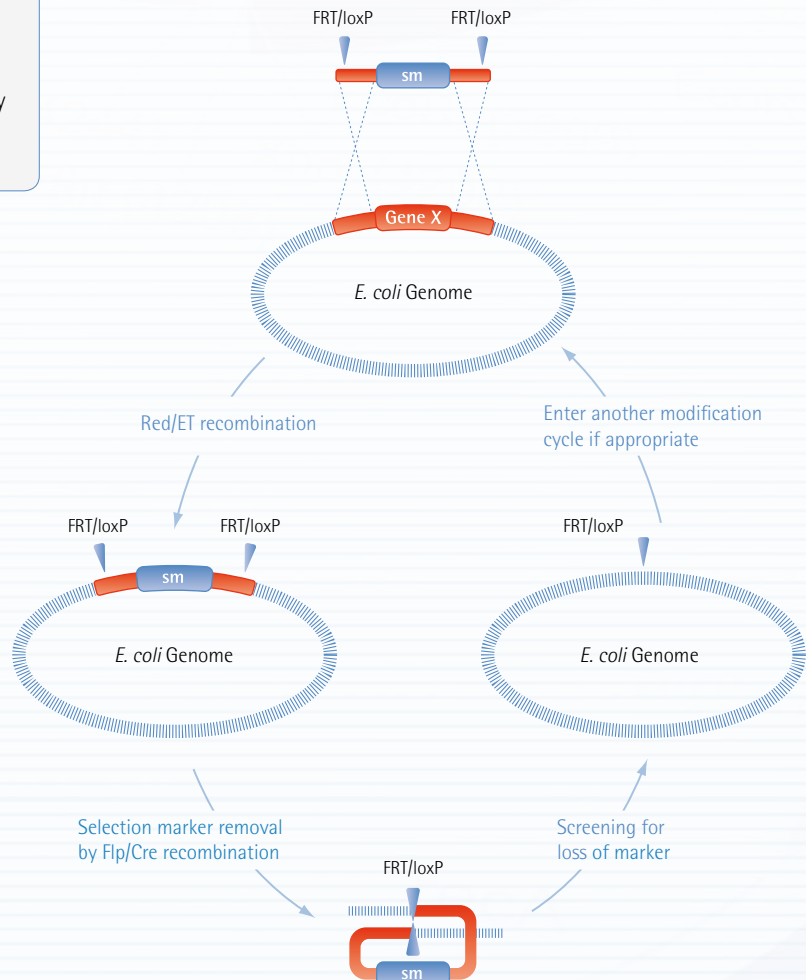 FRT/loxP FRT/loxP
sm
y
Gene X
E. coli Genome
Red/ET recombination
Enter another modification
cycle if appropriate
FRT/loxP FRT/loxP
FRT/loxP
sm
E. coli Genome
E. coli Genome
Selection marker removal
by Flp/Cre recombination
Screening for
loss of marker
FRT/loxP
sm